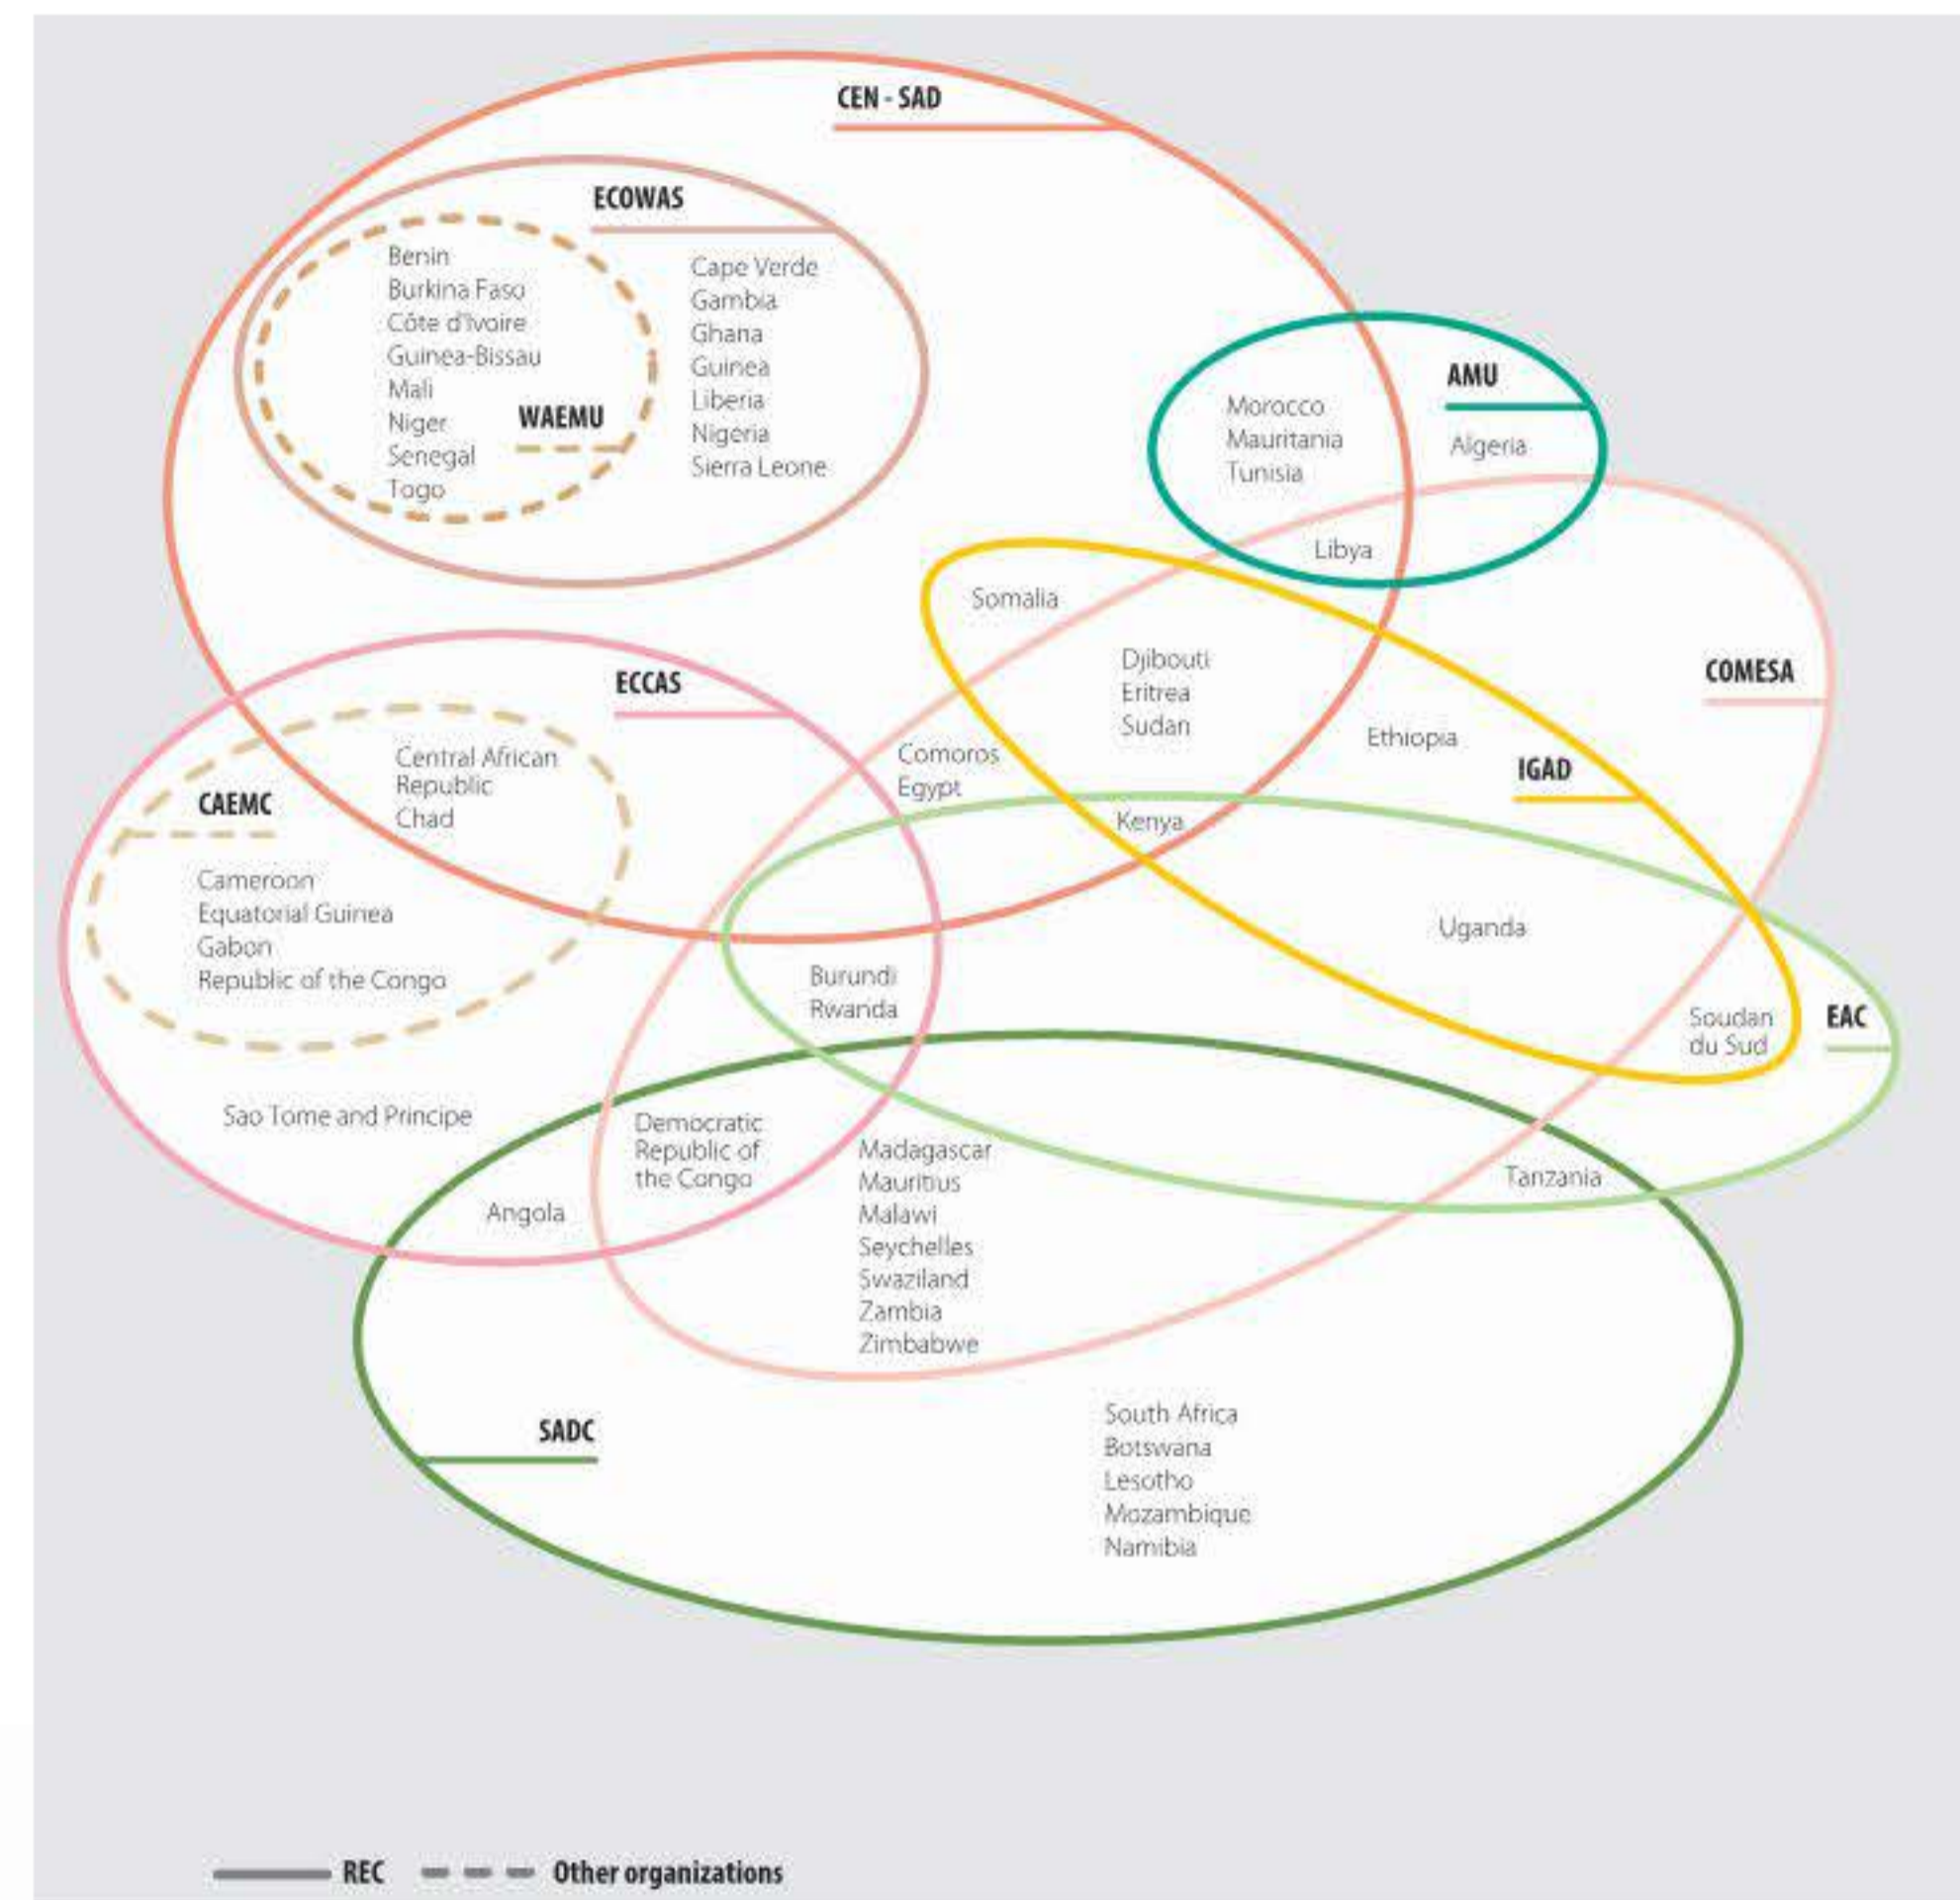 CEN - SAD
ECOWAS
Benin
Burkina Faso
Côte d'Ivoire
Guinea-Bissau
Mali
Niger
Senegal
Togo
WAEMU
Cape Verde
Gambia
Ghana
Guinea
Liberia
Nigeria
Sierra Leone
AMU
Morocco
Mauritania
Tunisia
Algeria
Libya
Somalia
Djibouti
Eritrea
Sudan
COMESA
ECCAS
Comoros
Egypt
Ethiopia
IGAD
Central African
Republic
Chad
CAEMC
Kenya
Cameroon
Equatorial Guinea
Gabon
Republic of the Congo
Uganda
Burundi
Rwanda
Soudan
du Sud
EAC
Sao Tome and Principe
Democratic
Republic of
the Congo
Angola
Madagascar
Mauritius
Malawi
Seychelles
Swaziland
Zambia
Zimbabwe
Tanzania
SADC
South Africa
Botswana
Lesotho
Mozambique
Namibia
REC
Other organizations